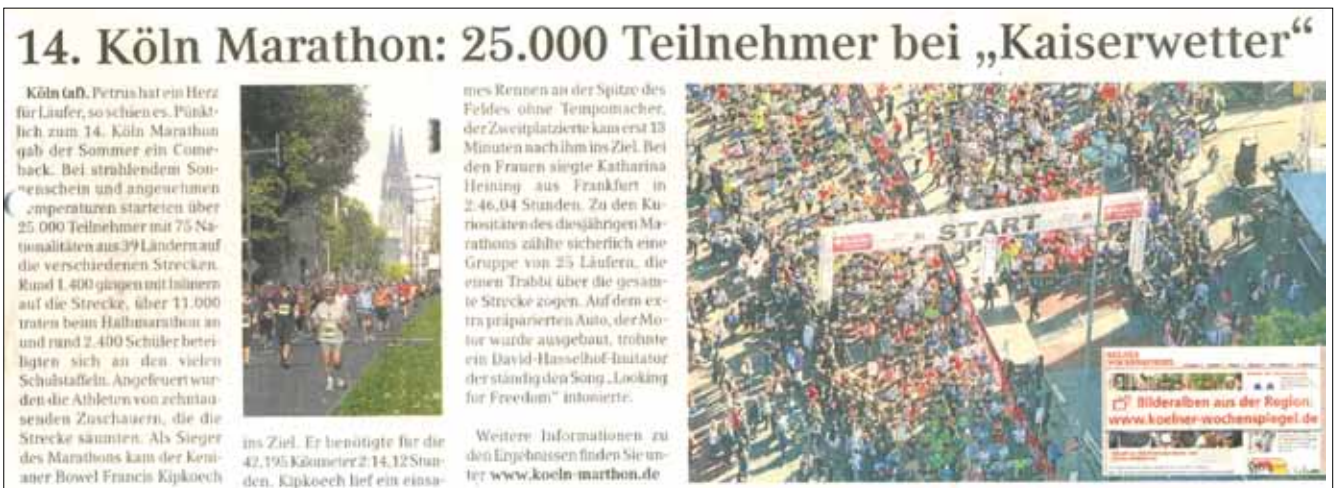 14. Köln Marathon: 25.000 Teilnehmer bei „Kaiserwetter“
Köln (af). Petrus hat ein Herz
für Läufer, so schien es. Pünkt-
lich zum 14. Köln Marathon
gab der Sommer ein Come-
back. Bei strahlendem Son-
nenschein und angenehmen
emperaturen starteten über
25.000 Teilnehmer mit 75 Na-
tionalitäten aus 39 Ländern auf
die verschiedenen Strecken.
Rund 1.400 gingen mit Inlinern
auf die Strecke, über 11.000
traten beim Halbmarathon an
und rund 2.400 Schüler betei-
ligten sich an den vielen
Schulstaffeln. Angefeuert wur-
den die Athleten von zehntau-
senden Zuschauern, die die
Strecke säumten. Als Sieger
des Marathons kam der Keni-
aner Bowel Francis Kipkoech
ins Ziel. Er benötigte für die
42,195 Kilometer 2:14,12 Stun-
den. Kipkoech lief ein einsa-
mes Rennen an der Spitze des
Feldes ohne Tempomacher,
der Zweitplatzierte kam erst 13
Minuten nach ihm ins Ziel. Bei
den Frauen siegte Katharina
Heining aus Frankfurt in
2:46,04 Stunden. Zu den Ku-
riositäten des diesjährigen Ma-
rathons zählte sicherlich eine
Gruppe von 25 Läufern, die
einen Trabbi über die gesam-
te Strecke zogen. Auf dem ex-
tra präparierten Auto, der Mo-
tor wurde ausgebaut, trohnte
ein David-Hasselhof-Imitator
der ständig den Song „Looking
for Freedom“ intonierte.
Weitere Informationen zu
den Ergebnissen finden Sie un-
ter www.koeln-marthon.de
START
Bilderalben aus der Region:
www.koelner-wochenspiegel.de